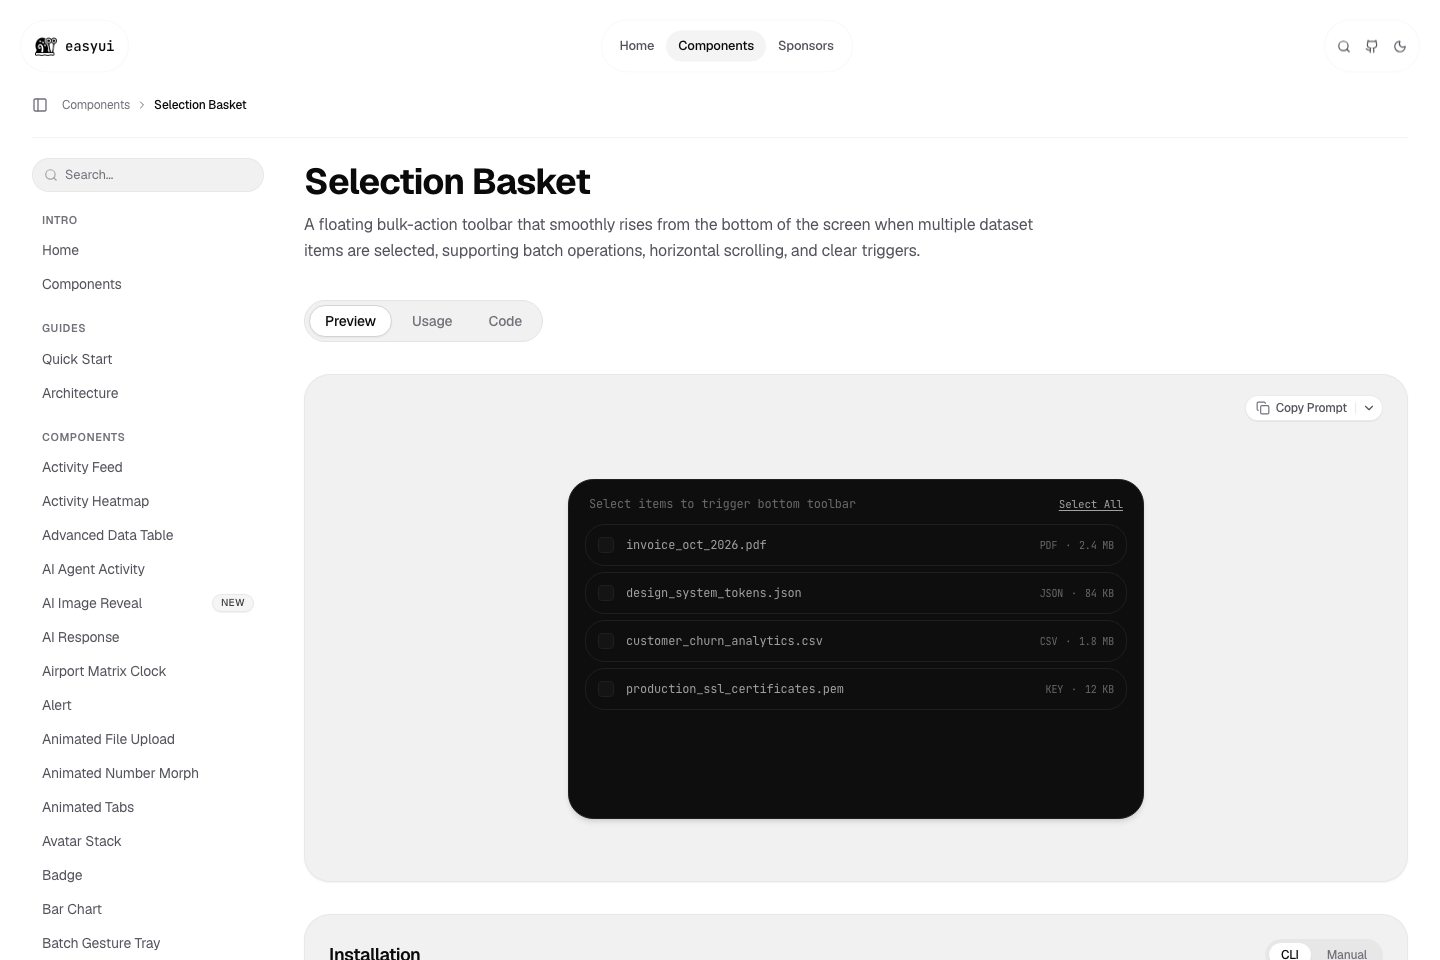 easyui
Home Components Sponsors
Components > Selection Basket
Search...
INTRO
Home
Components
GUIDES
Quick Start
Architecture
COMPONENTS
Activity Feed
Activity Heatmap
Advanced Data Table
AI Agent Activity
AI Image Reveal NEW
AI Response
Airport Matrix Clock
Alert
Animated File Upload
Animated Number Morph
Animated Tabs
Avatar Stack
Badge
Bar Chart
Batch Gesture Tray
Selection Basket
A floating bulk-action toolbar that smoothly rises from the bottom of the screen when multiple dataset
items are selected, supporting batch operations, horizontal scrolling, and clear triggers.
Preview Usage Code
Copy Prompt
Select items to trigger bottom toolbar Select All
invoice_oct_2026.pdf PDF · 2.4 MB
design_system_tokens.json JSON · 84 KB
customer_churn_analytics.csv CSV · 1.8 MB
production_ssl_certificates.pem KEY · 12 KB
Installation CLI Manual